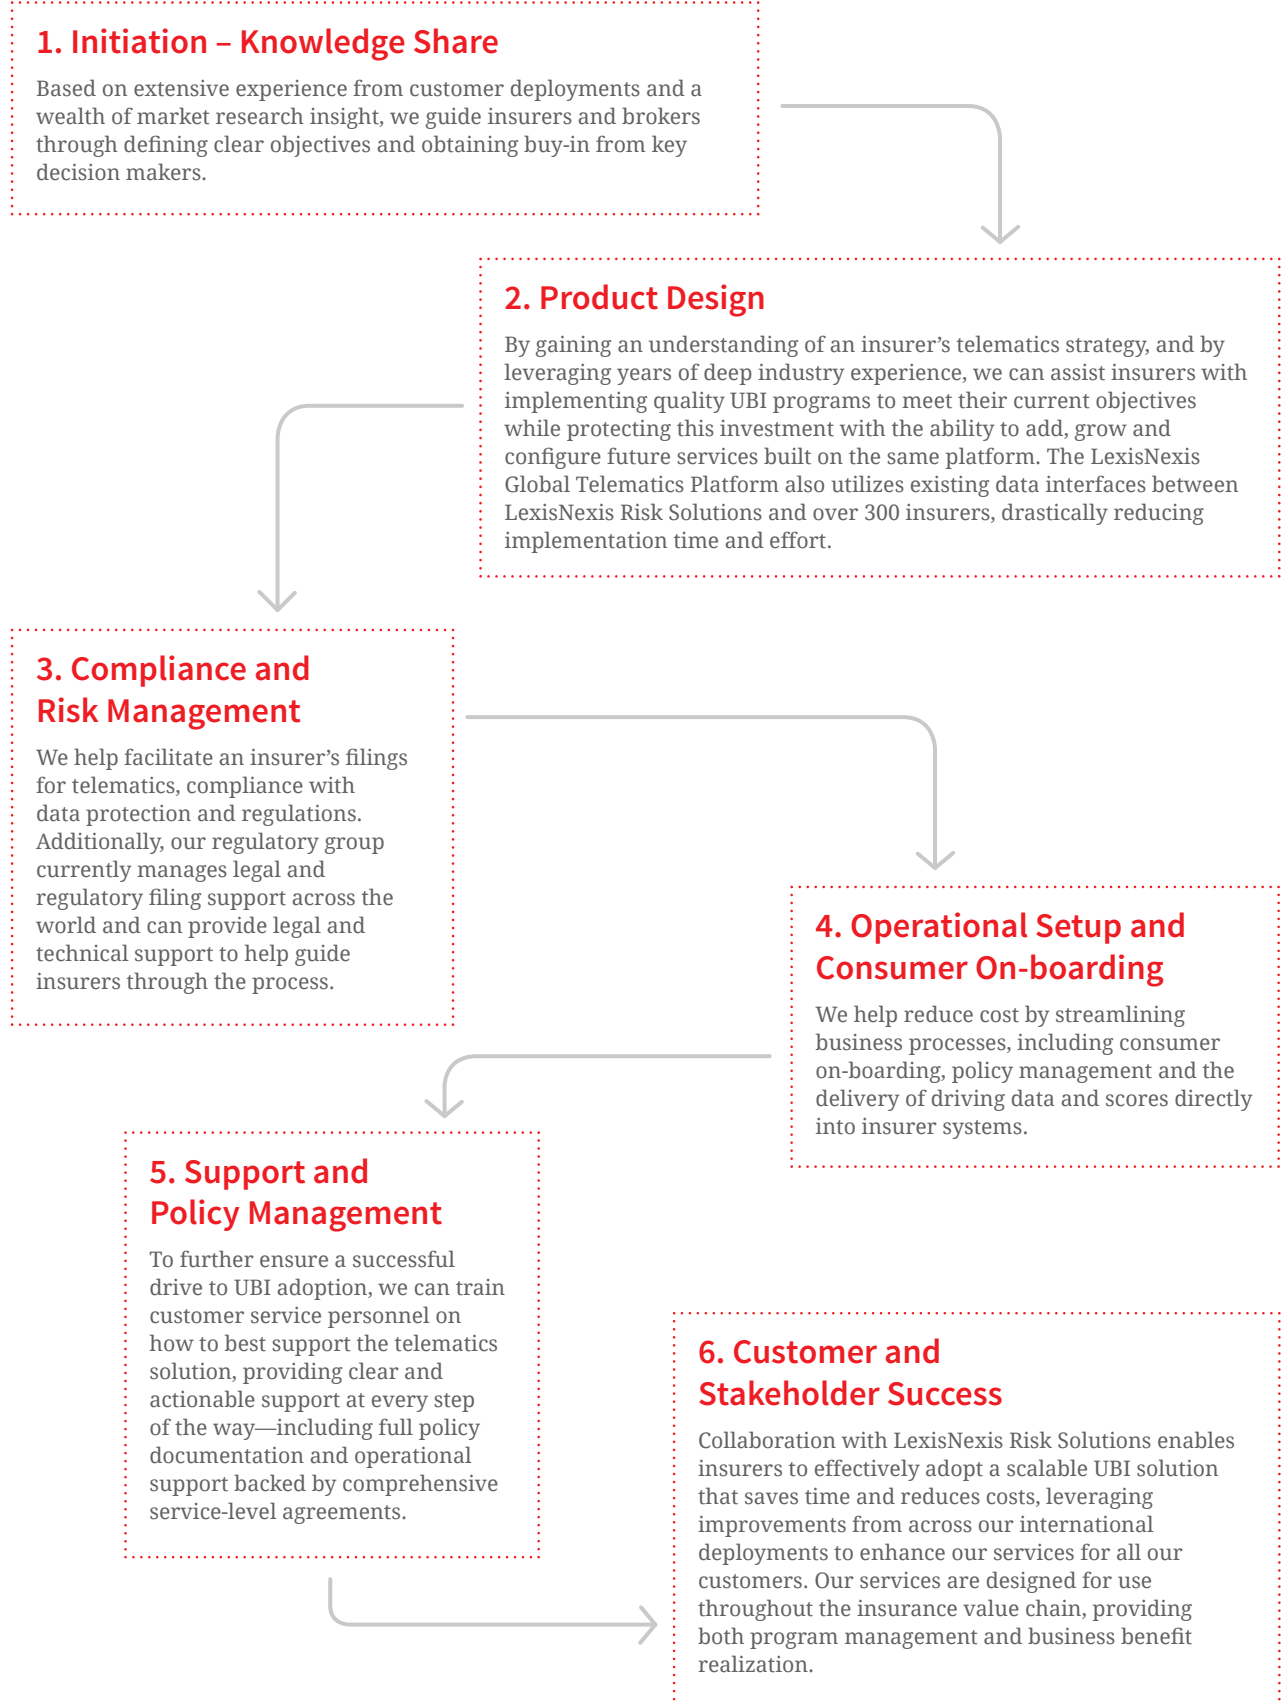 1. Initiation – Knowledge Share
Based on extensive experience from customer deployments and a
wealth of market research insight, we guide insurers and brokers
through defining clear objectives and obtaining buy-in from key
decision makers.
2. Product Design
By gaining an understanding of an insurer’s telematics strategy, and by
leveraging years of deep industry experience, we can assist insurers with
implementing quality UBI programs to meet their current objectives
while protecting this investment with the ability to add, grow and
configure future services built on the same platform. The LexisNexis
Global Telematics Platform also utilizes existing data interfaces between
LexisNexis Risk Solutions and over 300 insurers, drastically reducing
implementation time and effort.
3. Compliance and
Risk Management
We help facilitate an insurer’s filings
for telematics, compliance with
data protection and regulations.
Additionally, our regulatory group
currently manages legal and
regulatory filing support across the
world and can provide legal and
technical support to help guide
insurers through the process.
4. Operational Setup and
Consumer On-boarding
We help reduce cost by streamlining
business processes, including consumer
on-boarding, policy management and the
delivery of driving data and scores directly
into insurer systems.
5. Support and
Policy Management
To further ensure a successful
drive to UBI adoption, we can train
customer service personnel on
how to best support the telematics
solution, providing clear and
actionable support at every step
of the way—including full policy
documentation and operational
support backed by comprehensive
service-level agreements.
6. Customer and
Stakeholder Success
Collaboration with LexisNexis Risk Solutions enables
insurers to effectively adopt a scalable UBI solution
that saves time and reduces costs, leveraging
improvements from across our international
deployments to enhance our services for all our
customers. Our services are designed for use
throughout the insurance value chain, providing
both program management and business benefit
realization.